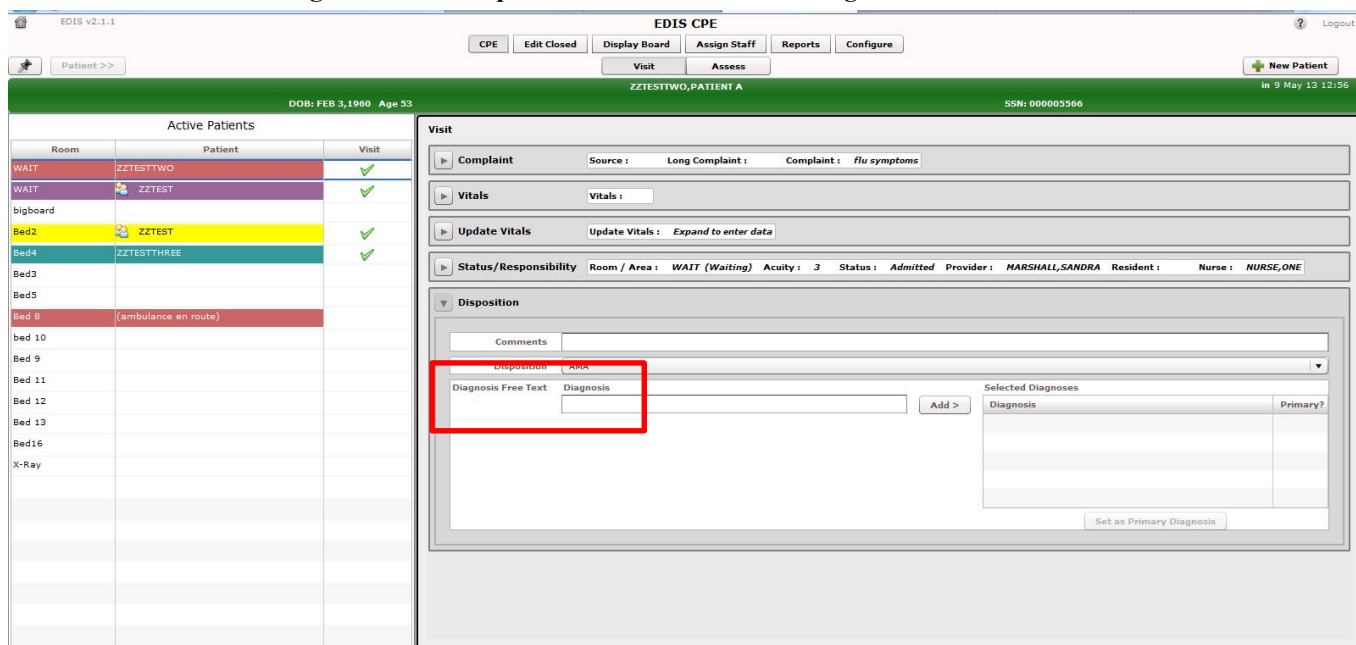 EDIS v2.1.1
EDIS CPE
? Logout
CPE Edit Closed Display Board Assign Staff Reports Configure
Patient >> Visit Assess New Patient
ZZTESTTWO,PATIENT A in 9 May 13 12:56
DOB: FEB 3,1960 Age 53 SSN: 000005566
Active Patients
Room Patient Visit
WAIT ZZTESTTWO
WAIT ZZTEST
bigboard
Bed2 ZZTEST
Bed4 ZZTESTTHREE
Bed3
Bed5
Bed 8 (ambulance en route)
bed 10
Bed 9
Bed 11
Bed 12
Bed 13
Bed16
X-Ray
Visit
Complaint Source : Long Complaint : Complaint : flu symptoms
Vitals Vitals :
Update Vitals Update Vitals : Expand to enter data
Status/Responsibility Room / Area : WAIT (Waiting) Acuity : 3 Status : Admitted Provider : MARSHALL,SANDRA Resident : Nurse : NURSE,ONE
Disposition
Comments
Disposition AMA
Diagnosis Free Text Diagnosis Selected Diagnoses
Add > Diagnosis Primary?
Set as Primary Diagnosis